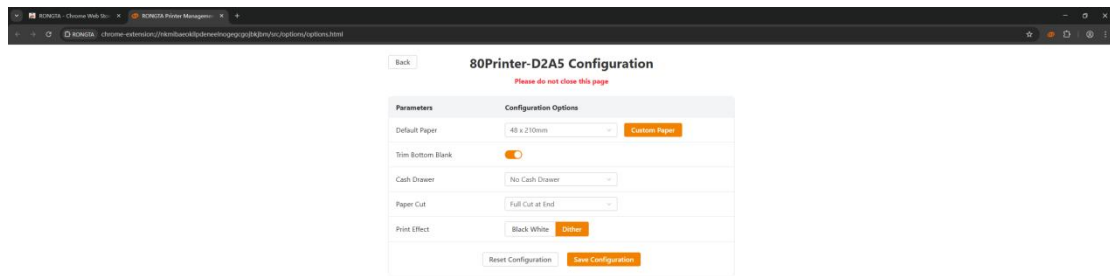 RONGTA - Chrome Web Sto
RONGTA Printer Managemen
RONGTA chrome-extension://nkmlbaeokilpdeneelnogegcgojbkjbm/src/options/options.html
Back
80Printer-D2A5 Configuration
Please do not close this page
Parameters Configuration Options
Default Paper 48 x 210mm Custom Paper
Trim Bottom Blank
Cash Drawer No Cash Drawer
Paper Cut Full Cut at End
Print Effect Black White Dither
Reset Configuration Save Configuration